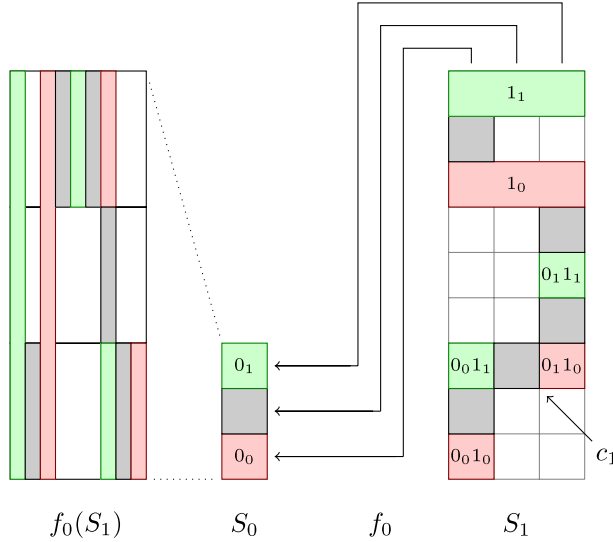 1₁
1₀
0₁1₁
0₁ 0₀1₁ 0₁1₀
0₀ 0₀1₀ c₁
f₀(S₁) S₀ f₀ S₁